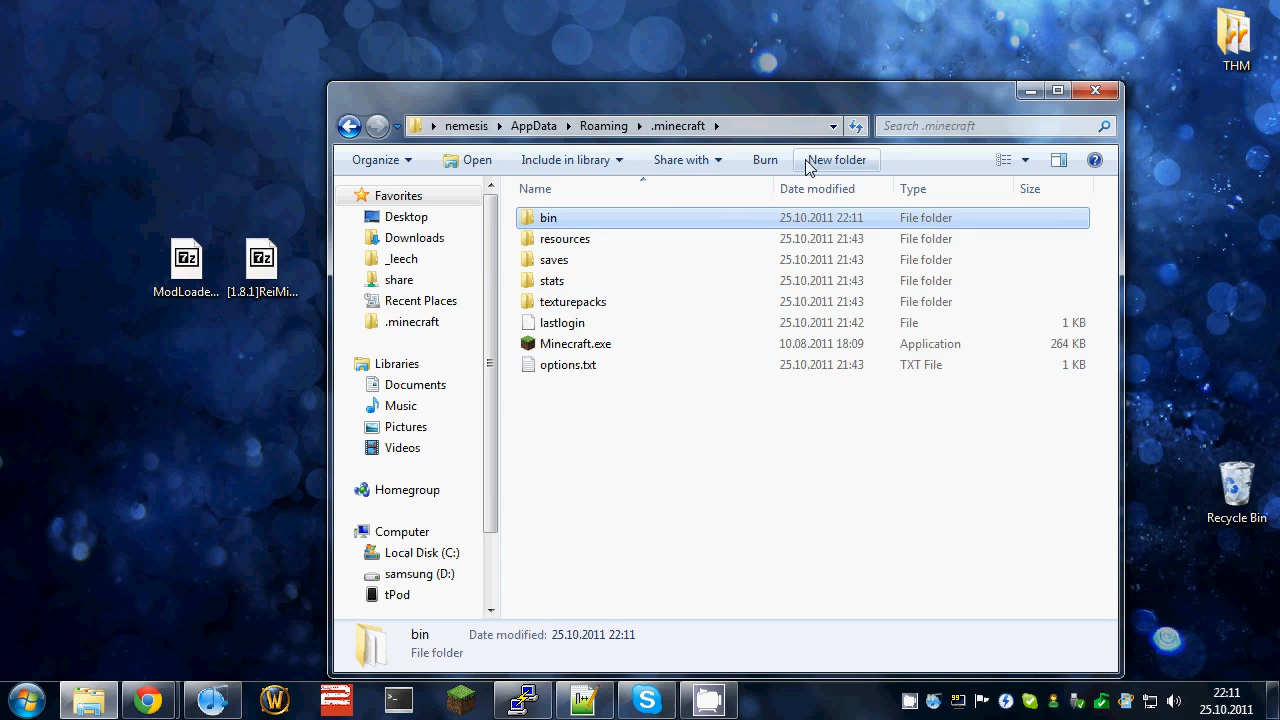 THM
nemesis AppData Roaming .minecraft
Search .minecraft
Organize Open Include in library Share with Burn New folder
Name Date modified Type Size
Favorites
Desktop
Downloads
_leech
share
Recent Places
.minecraft
Libraries
Documents
Music
Pictures
Videos
Homegroup
Computer
Local Disk (C:)
samsung (D:)
tPod
bin 25.10.2011 22:11 File folder
resources 25.10.2011 21:43 File folder
saves 25.10.2011 21:43 File folder
stats 25.10.2011 21:43 File folder
texturepacks 25.10.2011 21:43 File folder
lastlogin 25.10.2011 21:42 File 1 KB
Minecraft.exe 10.08.2011 18:09 Application 264 KB
options.txt 25.10.2011 21:43 TXT File 1 KB
7z
7z
ModLoade...
[1.8.1]ReiMi...
Recycle Bin
bin Date modified: 25.10.2011 22:11
File folder
22:11
25.10.2011